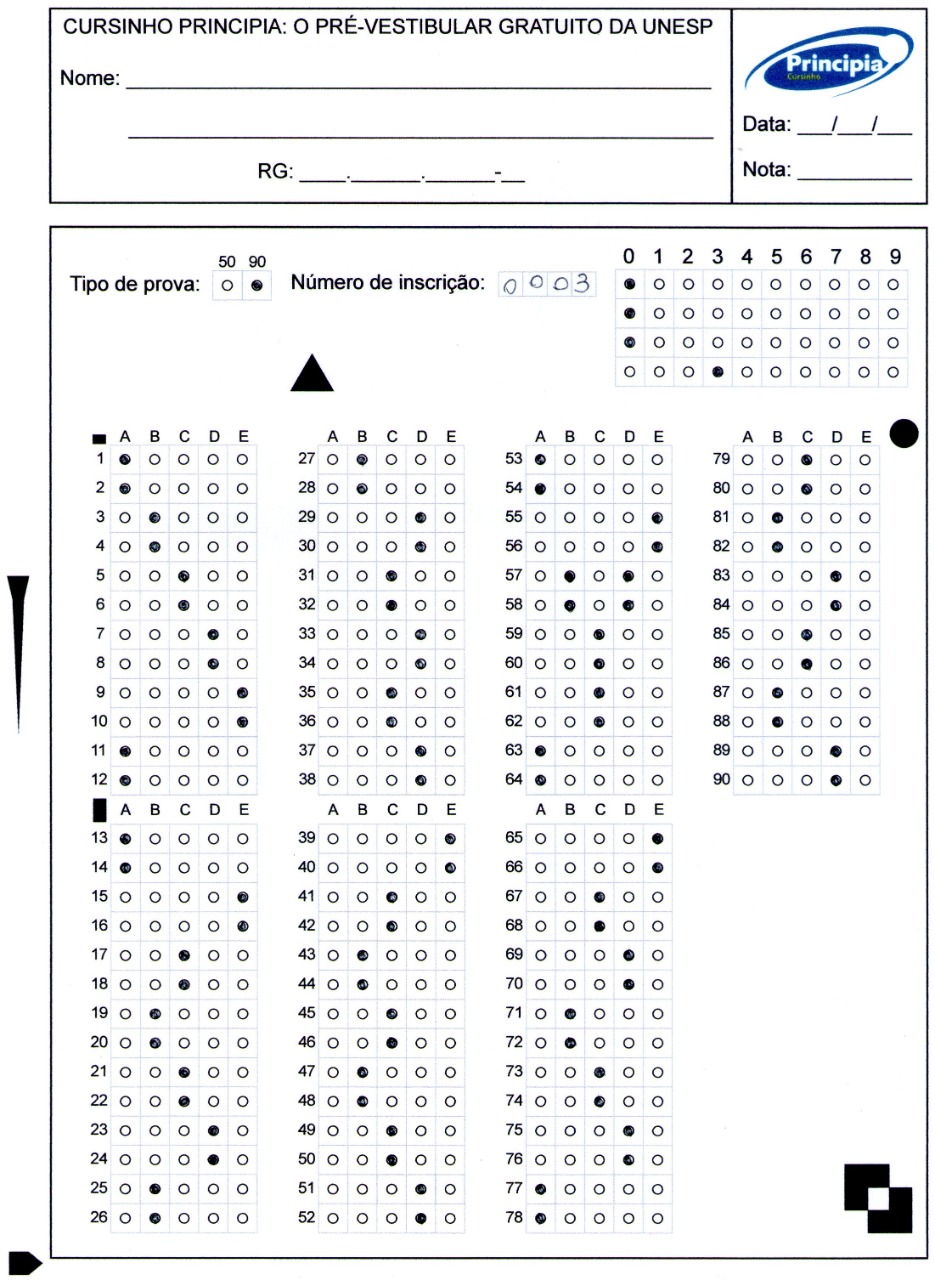 CURSINHO PRINCIPIA: O PRÉ-VESTIBULAR GRATUITO DA UNESP
Nome:
RG: ____.______.______-__
Principia
Cursinho
Data: ___/___/___
Nota:
50 90
Tipo de prova:
Número de inscrição: 0 0 0 3
0 1 2 3 4 5 6 7 8 9
A B C D E A B C D E A B C D E A B C D E
1 27 53 79
2 28 54 80
3 29 55 81
4 30 56 82
5 31 57 83
6 32 58 84
7 33 59 85
8 34 60 86
9 35 61 87
10 36 62 88
11 37 63 89
12 38 64 90
A B C D E A B C D E A B C D E
13 39 65
14 40 66
15 41 67
16 42 68
17 43 69
18 44 70
19 45 71
20 46 72
21 47 73
22 48 74
23 49 75
24 50 76
25 51 77
26 52 78